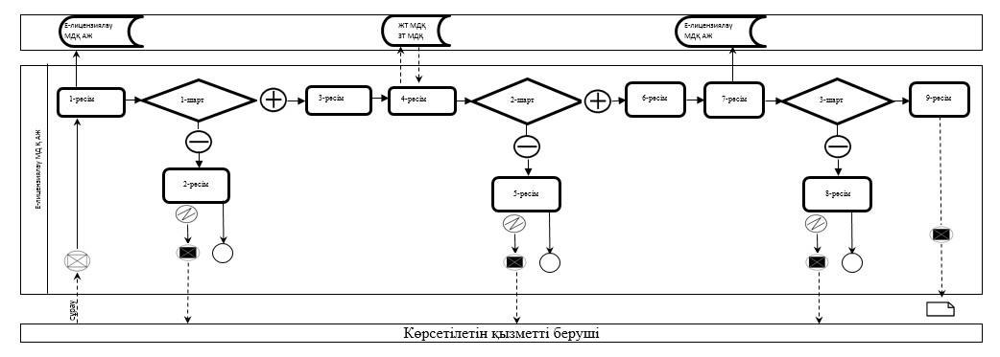 Е-лицензиялау
МДҚ АЖ
ЖТ МДҚ
ЗТ МДҚ
Е-лицензиялау
МДҚ АЖ
Е-лицензиялау МД Қ АЖ
1-ресім
1-шарт
3-ресім
4-ресім
2-шарт
6-ресім
7-ресім
3-шарт
9-ресім
2-ресім
5-ресім
8-ресім
сұрау
Көрсетілетін қызметті беруші